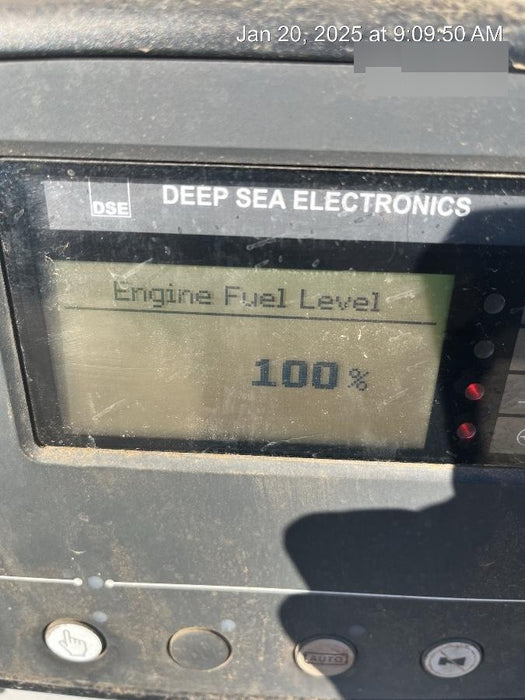 Jan 20, 2025 at 9:09:50 AM
DSE DEEP SEA ELECTRONICS
Engine Fuel Level
100 %
AUTO